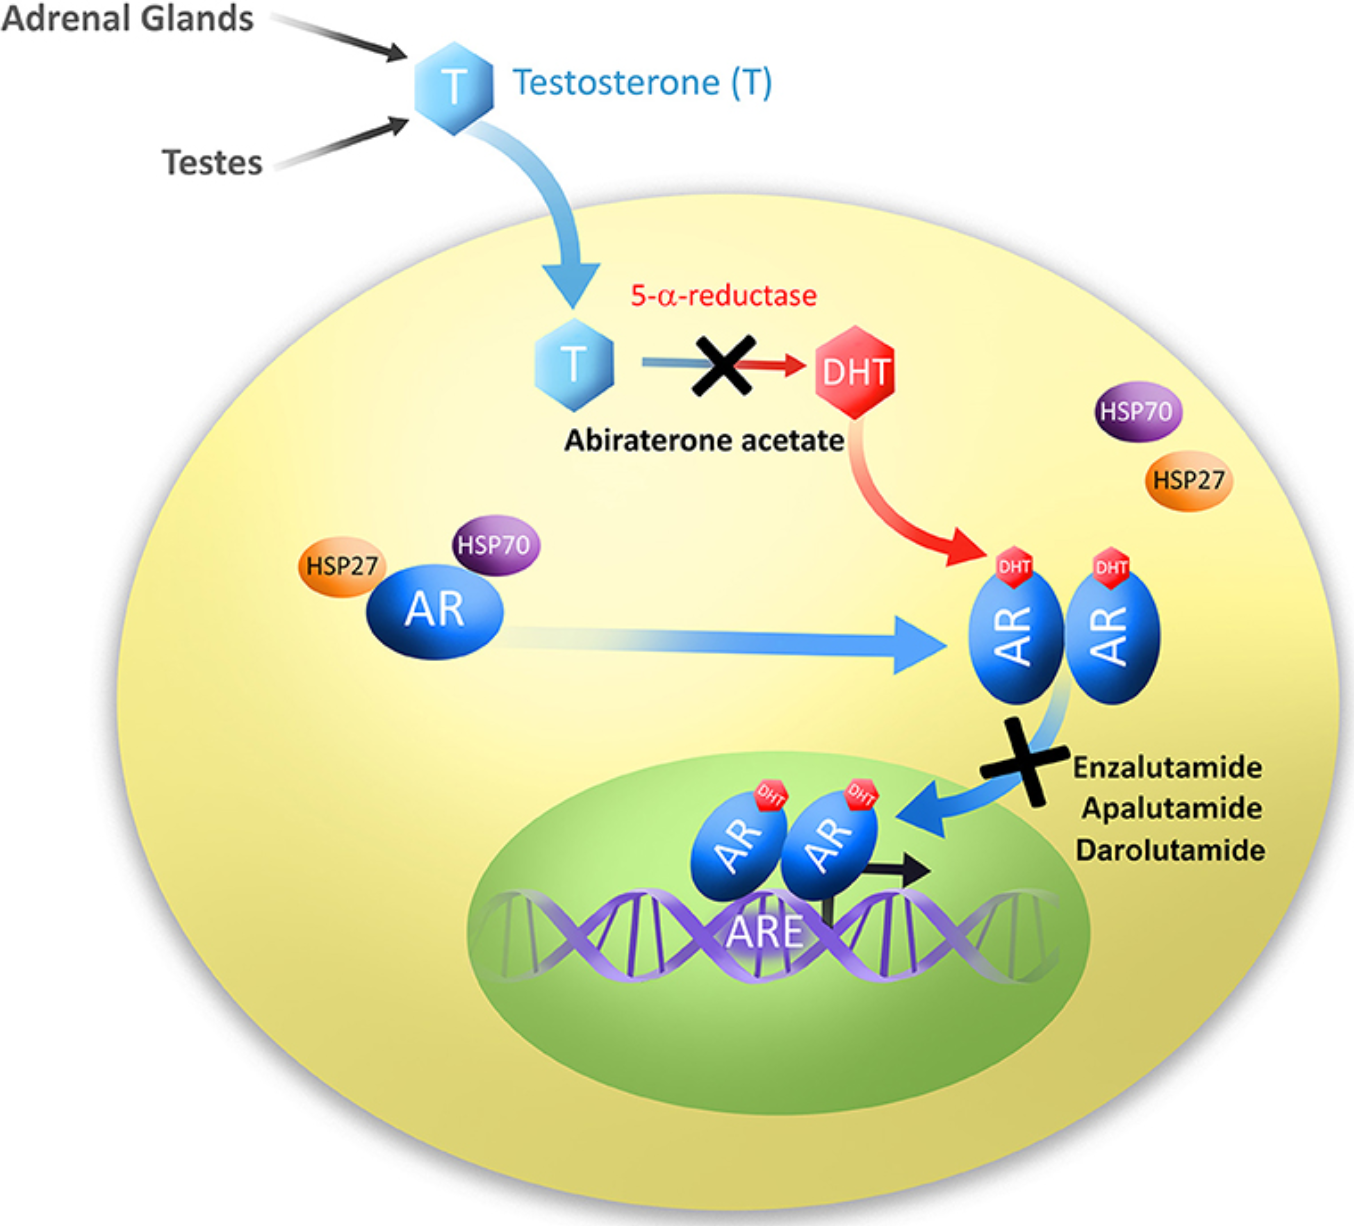 Adrenal Glands
T
Testosterone (T)
Testes
5-α-reductase
T
DHT
Abiraterone acetate
HSP70
HSP27
HSP70
HSP27
AR
DHT
DHT
AR
AR
Enzalutamide
Apalutamide
Darolutamide
DHT
DHT
AR
AR
ARE